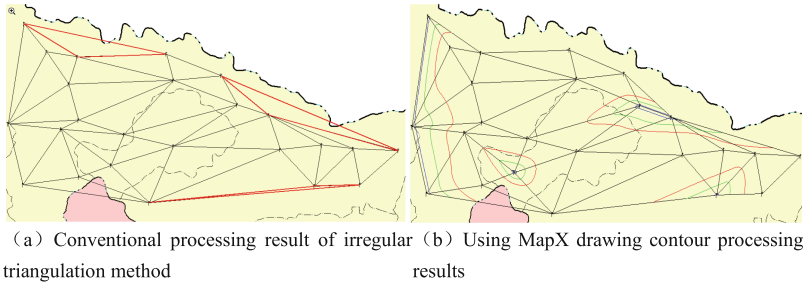 （a）Conventional processing result of irregular triangulation method
（b）Using MapX drawing contour processing results